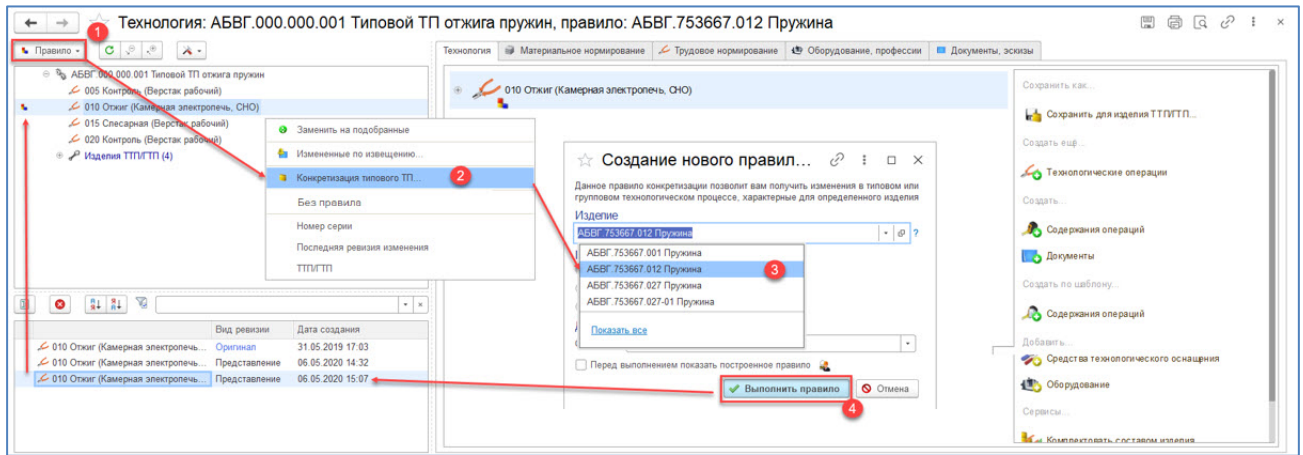 Технология: АБВГ.000.000.001 Типовой ТП отжига пружин, правило: АБВГ.753667.012 Пружина
1
Правило
АБВГ.000.000.001 Типовой ТП отжига пружин
005 Контроль (Верстак рабочий)
010 Отжиг (Камерная электропечь, СНО)
015 Слесарная (Верстак рабочий)
020 Контроль (Верстак рабочий)
Изделия ТТП/ГТП (4)
Заменить на подобранные
Измененные по извещению...
Конкретизация типового ТП...
2
Без правила
Номер серии
Последняя ревизия изменения
ТТП/ГТП
Вид ревизии
Дата создания
010 Отжиг (Камерная электропечь...
Оригинал
31.05.2019 17:03
010 Отжиг (Камерная электропечь...
Представление
06.05.2020 14:32
010 Отжиг (Камерная электропечь...
Представление
06.05.2020 15:07
Технология
Материальное нормирование
Трудовое нормирование
Оборудование, профессии
Документы, эскизы
010 Отжиг (Камерная электропечь, СНО)
Создание нового правил...
Данное правило конкретизации позволит вам получить изменения в типовом или
групповом технологическом процессе, характерные для определенного изделия
Изделие
АБВГ.753667.012 Пружина
?
АБВГ.753667.001 Пружина
АБВГ.753667.012 Пружина
3
АБВГ.753667.027 Пружина
АБВГ.753667.027-01 Пружина
Показать все
Перед выполнением показать построенное правило
Выполнить правило
Отмена
4
Сохранить как...
Сохранить для изделия ТТП/ГТП...
Создать ещё...
Технологические операции
Создать...
Содержания операций
Документы
Создать по шаблону...
Содержания операций
Добавить...
Средства технологического оснащения
Оборудование
Сервисы...
Комплектовать составом изделия